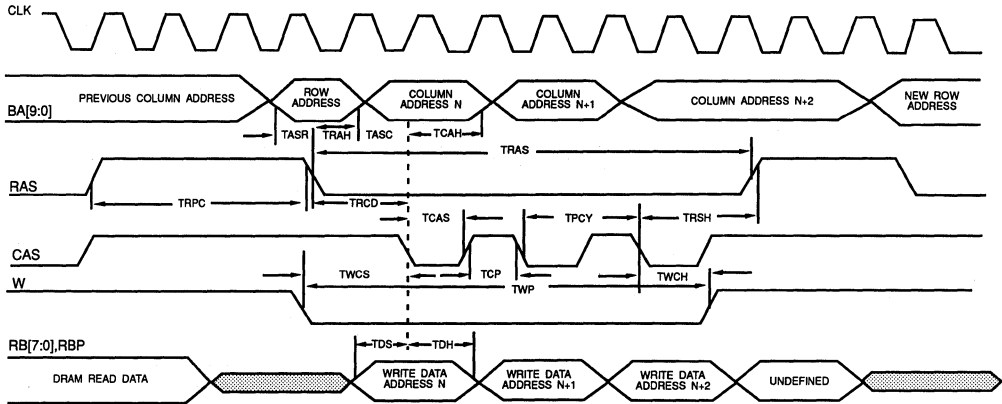 CLK
PREVIOUS COLUMN ADDRESS
ROW
ADDRESS
COLUMN
ADDRESS N
COLUMN
ADDRESS N+1
COLUMN ADDRESS N+2
NEW ROW
ADDRESS
BA[9:0]
TASR
TRAH
TASC
TCAH
TRAS
RAS
TRPC
TRCD
TCAS
TPCY
TRSH
CAS
TWCS
TCP
TWCH
TWP
W
RB[7:0],RBP
TDS
TDH
DRAM READ DATA
WRITE DATA
ADDRESS N
WRITE DATA
ADDRESS N+1
WRITE DATA
ADDRESS N+2
UNDEFINED